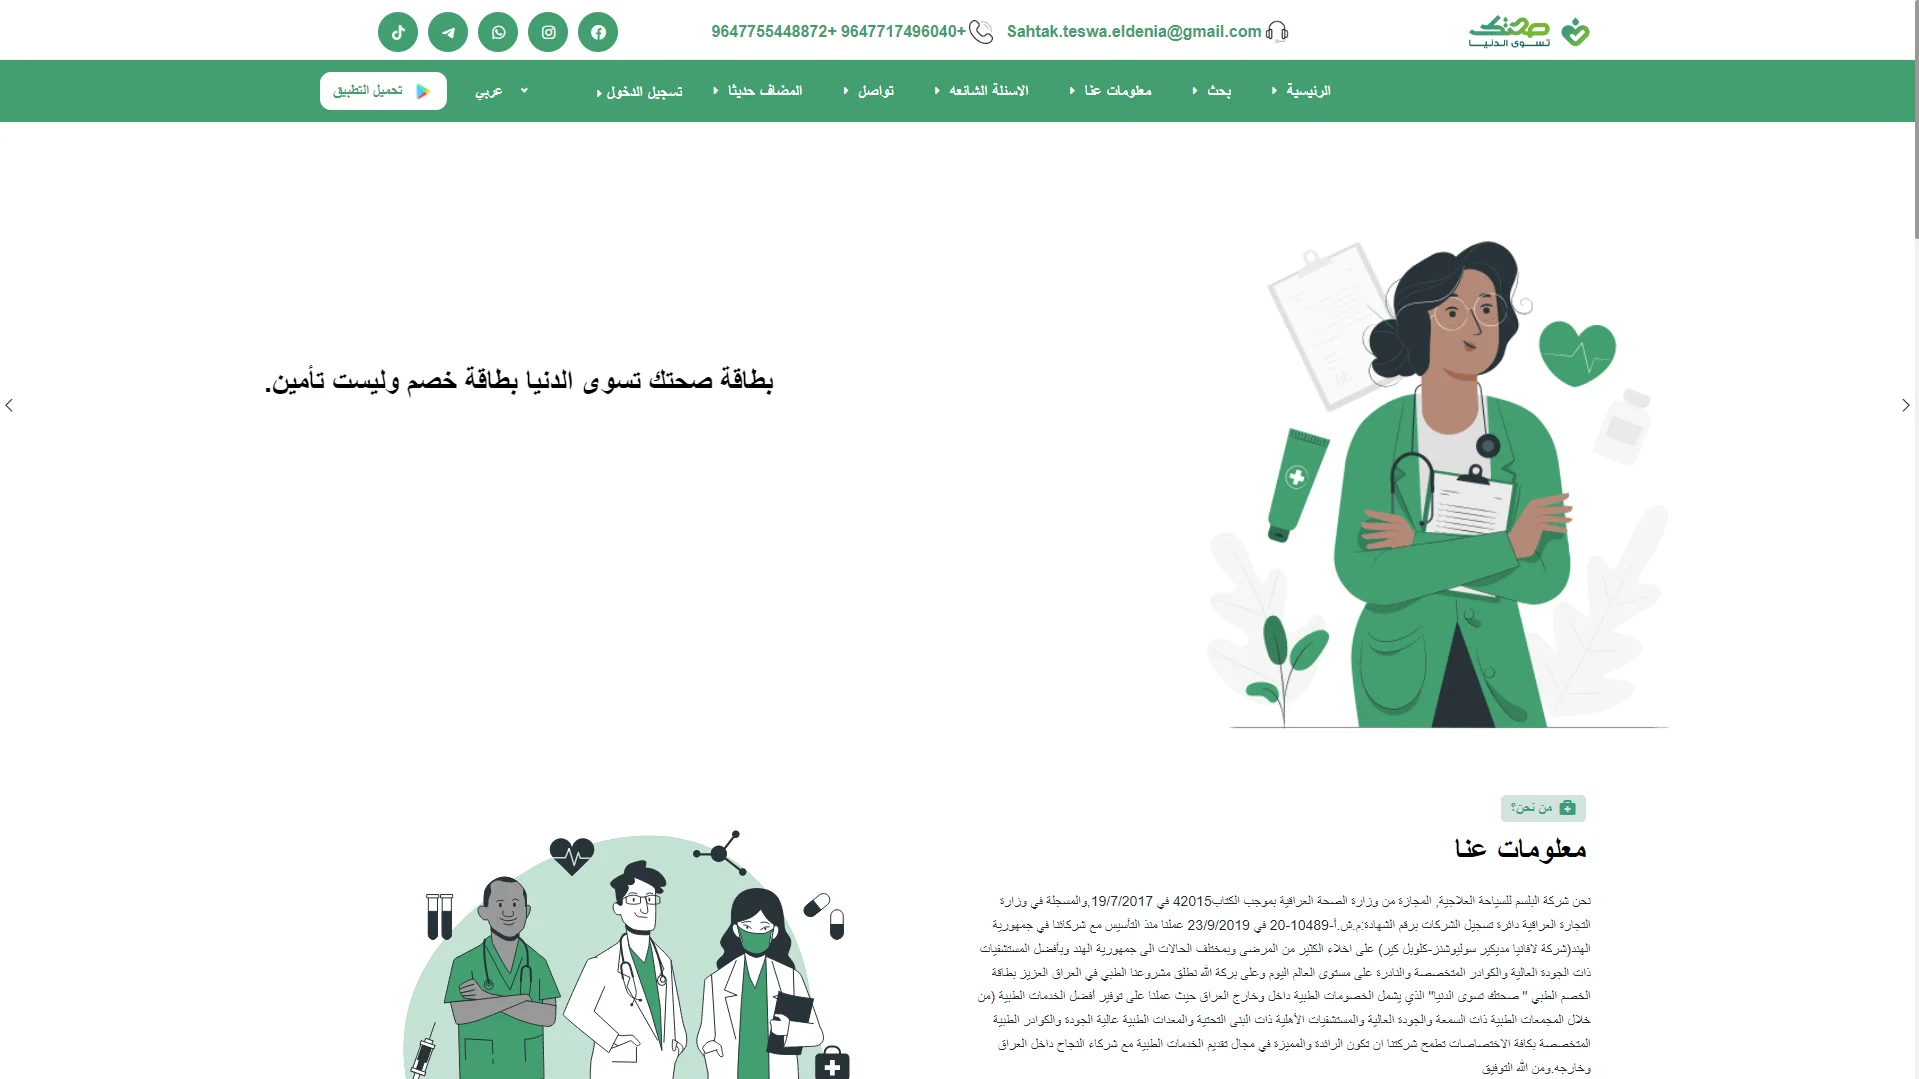 صحتك
تسوى الدنيا
Sahtak.teswa.eldenia@gmail.com
+9647717496040 +9647755448872
الرئيسية
بحث
معلومات عنا
الاسئلة الشائعه
تواصل
المضاف حديثا
تسجيل الدخول
عربي
تحميل التطبيق
بطاقة صحتك تسوى الدنيا بطاقة خصم وليست تأمين.
من نحن؟
معلومات عنا
نحن شركة البلسم للسياحة العلاجية, المجازة من وزارة الصحة العراقية بموجب الكتاب42015 في 19/7/2017,والمسجلة في وزارة
التجارة العراقية دائرة تسجيل الشركات برقم الشهادة:م.ش.أ-10489-20 في 23/9/2019 عملنا منذ التأسيس مع شركائنا في جمهورية
الهند(شركة لافانيا مديكير سوليوشنز-كلوبل كير) على اخلاء الكثير من المرضى وبمختلف الحالات الى جمهورية الهند وبأفضل المستشفيات
ذات الجودة العالية والكوادر المتخصصة والنادرة على مستوى العالم اليوم وعلى بركة الله نطلق مشروعنا الطبي في العراق العزيز بطاقة
الخصم الطبي " صحتك تسوى الدنيا" الذي يشمل الخصومات الطبية داخل وخارج العراق حيث عملنا على توفير أفضل الخدمات الطبية (من
خلال المجمعات الطبية ذات السمعة والجودة العالية والمستشفيات الأهلية ذات البنى التحتية والمعدات الطبية عالية الجودة والكوادر الطبية
المتخصصة بكافة الاختصاصات تطمح شركتنا ان تكون الرائدة والمميزة في مجال تقديم الخدمات الطبية مع شركاء النجاح داخل العراق
وخارجه.ومن الله التوفيق